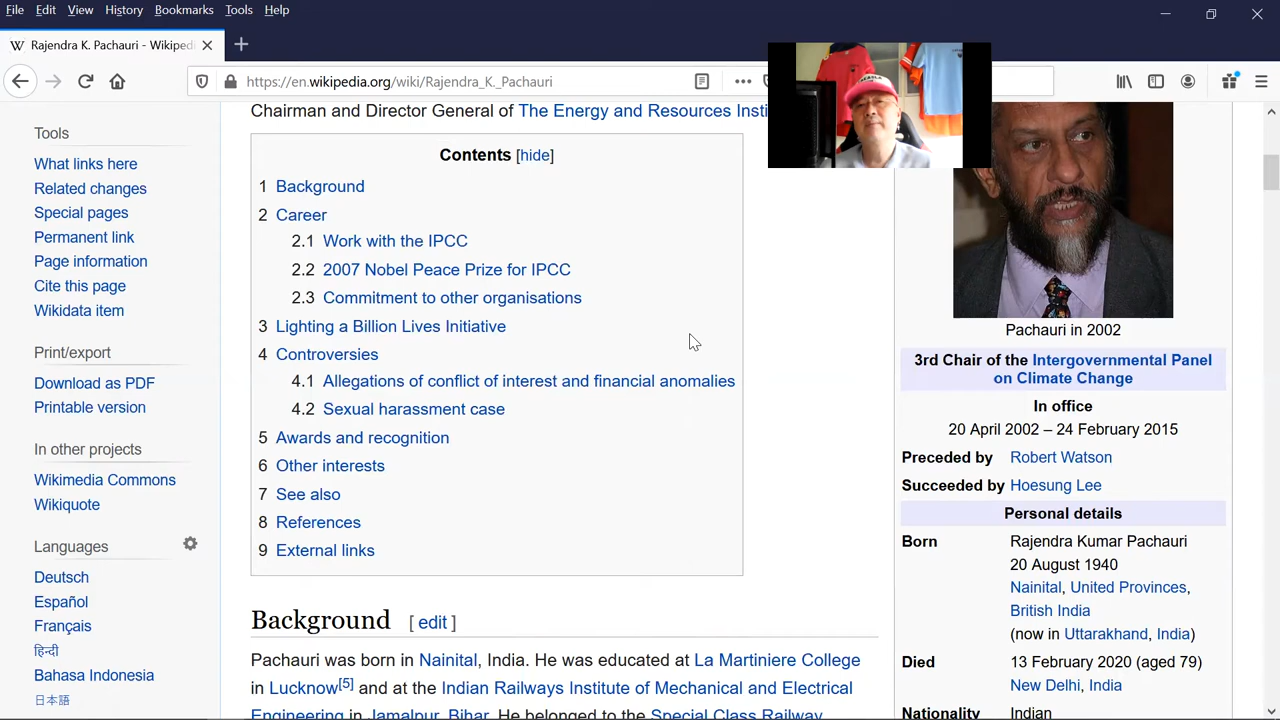 File Edit View History Bookmarks Tools Help
Rajendra K. Pachauri - Wikiped
https://en.wikipedia.org/wiki/Rajendra_K._Pachauri
Tools
What links here
Related changes
Special pages
Permanent link
Page information
Cite this page
Wikidata item
Print/export
Download as PDF
Printable version
In other projects
Wikimedia Commons
Wikiquote
Languages
Deutsch
Español
Français
हिन्दी
Bahasa Indonesia
日本語
Chairman and Director General of The Energy and Resources Insti
Contents [hide]
1 Background
2 Career
2.1 Work with the IPCC
2.2 2007 Nobel Peace Prize for IPCC
2.3 Commitment to other organisations
3 Lighting a Billion Lives Initiative
4 Controversies
4.1 Allegations of conflict of interest and financial anomalies
4.2 Sexual harassment case
5 Awards and recognition
6 Other interests
7 See also
8 References
9 External links
Background [ edit ]
Pachauri was born in Nainital, India. He was educated at La Martiniere College
in Lucknow[5] and at the Indian Railways Institute of Mechanical and Electrical
Engineering in Jamalpur, Bihar. He belonged to the Special Class Railway
Pachauri in 2002
3rd Chair of the Intergovernmental Panel
on Climate Change
In office
20 April 2002 – 24 February 2015
Preceded by Robert Watson
Succeeded by Hoesung Lee
Personal details
Born Rajendra Kumar Pachauri
20 August 1940
Nainital, United Provinces,
British India
(now in Uttarakhand, India)
Died 13 February 2020 (aged 79)
New Delhi, India
Nationality Indian